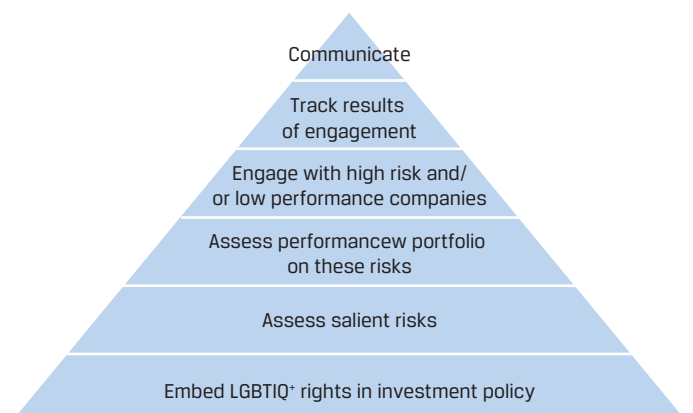 Communicate
Track results
of engagement
Engage with high risk and/
or low performance companies
Assess performancew portfolio
on these risks
Assess salient risks
Embed LGBTIQ⁺ rights in investment policy